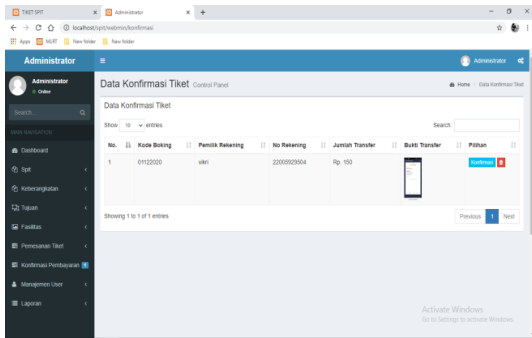 TIKET SPIT
Administrator
localhost/spit/webmin/konfirmasi
Apps
MURT
New folder
New folder
Administrator
Administrator
Administrator
Online
Data Konfirmasi Tiket Control Panel
Home > Data Konfirmasi Tiket
Search...
MAIN NAVIGATION
Dashboard
Spit
Keberangkatan
Tujuan
Fasilitas
Pemesanan Tiket
Konfirmasi Pembayaran 1
Manajemen User
Laporan
Data Konfirmasi Tiket
Show 10 entries
Search:
No. Kode Boking Pemilik Rekening No Rekening Jumlah Transfer Bukti Transfer Pilihan
1 01122020 vikri 22005929504 Rp. 150 Konfirmasi
Showing 1 to 1 of 1 entries
Previous 1 Next
Activate Windows
Go to Settings to activate Windows.